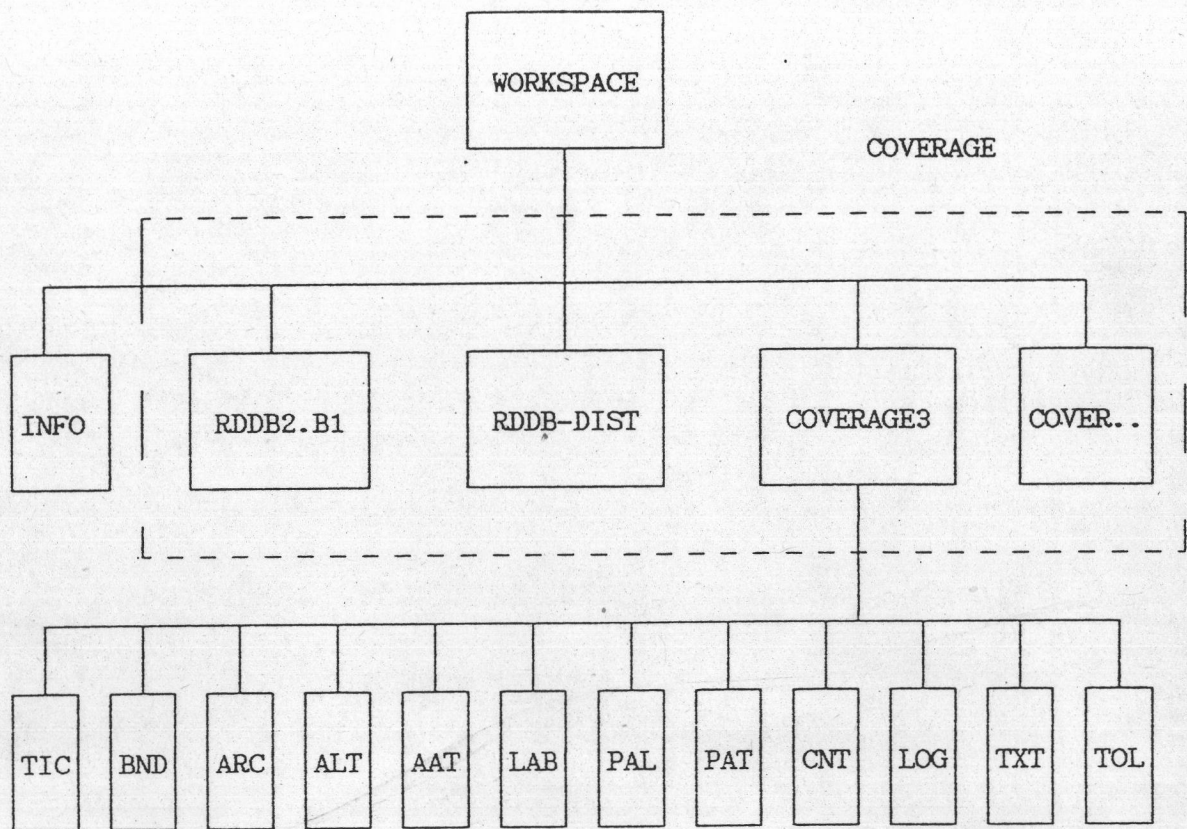 WORKSPACE
COVERAGE
INFO
RDDB2.B1
RDDB-DIST
COVERAGE3
COVER..
TIC
BND
ARC
ALT
AAT
LAB
PAL
PAT
CNT
LOG
TXT
TOL